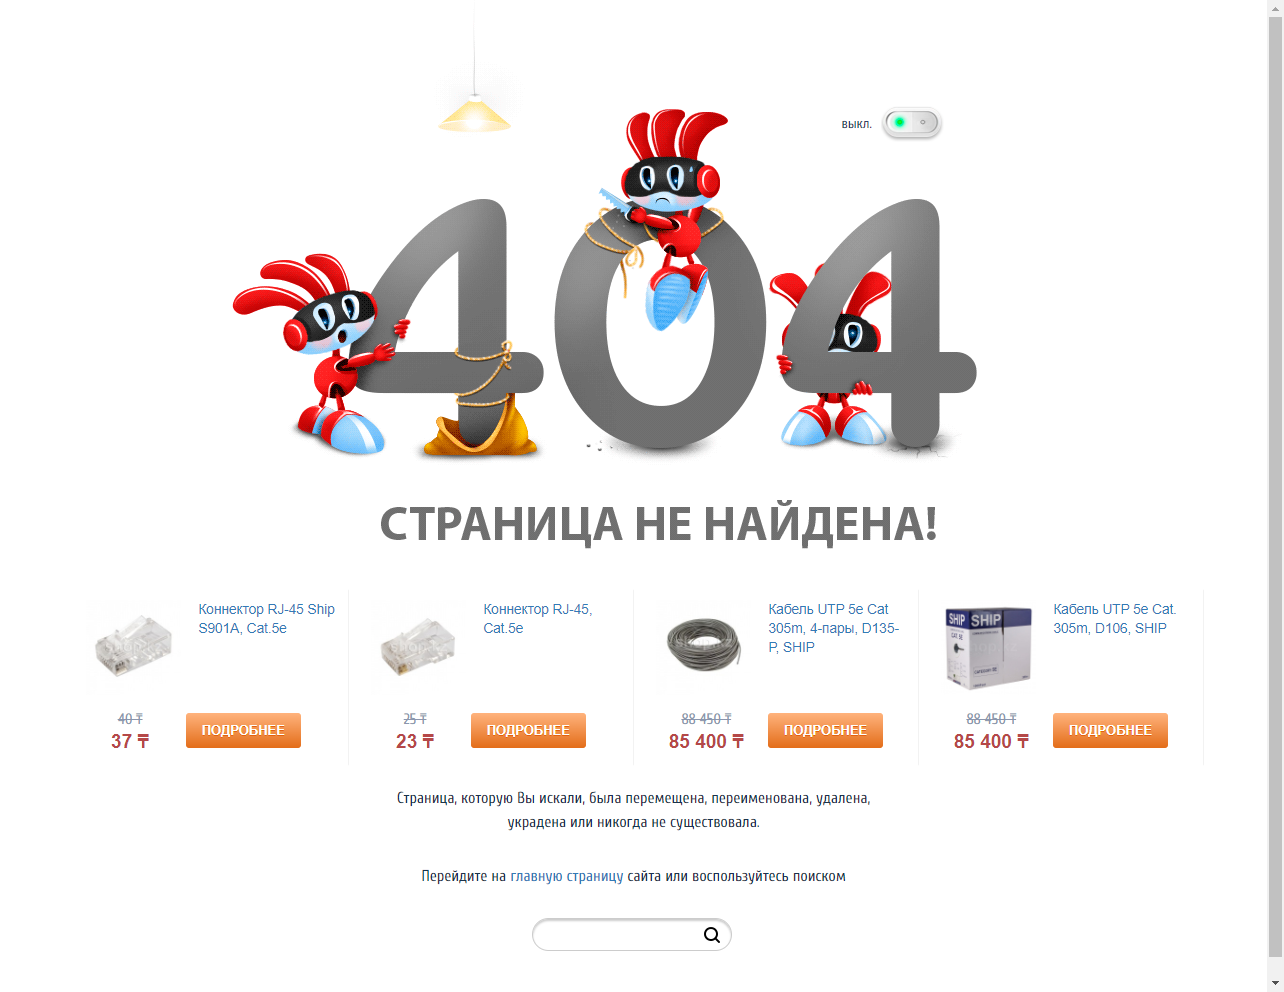 выкл.
404
СТРАНИЦА НЕ НАЙДЕНА!
Коннектор RJ-45 Ship
S901A, Cat.5e
40 ₸
37 ₸
ПОДРОБНЕЕ
Коннектор RJ-45,
Cat.5e
25 ₸
23 ₸
ПОДРОБНЕЕ
Кабель UTP 5e Cat
305m, 4-пары, D135-
P, SHIP
88 450 ₸
85 400 ₸
ПОДРОБНЕЕ
SHIP SHIP
Кабель UTP 5e Cat.
305m, D106, SHIP
88 450 ₸
85 400 ₸
ПОДРОБНЕЕ
Страница, которую Вы искали, была перемещена, переименована, удалена,
украдена или никогда не существовала.
Перейдите на главную страницу сайта или воспользуйтесь поиском